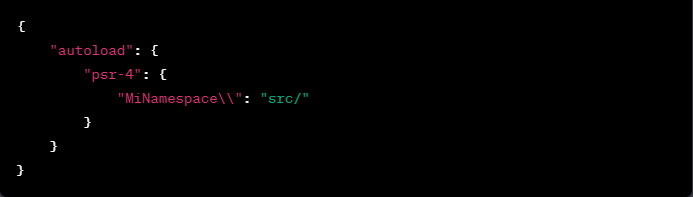 {
    "autoload": {
        "psr-4": {
            "MiNamespace\\": "src/"
        }
    }
}